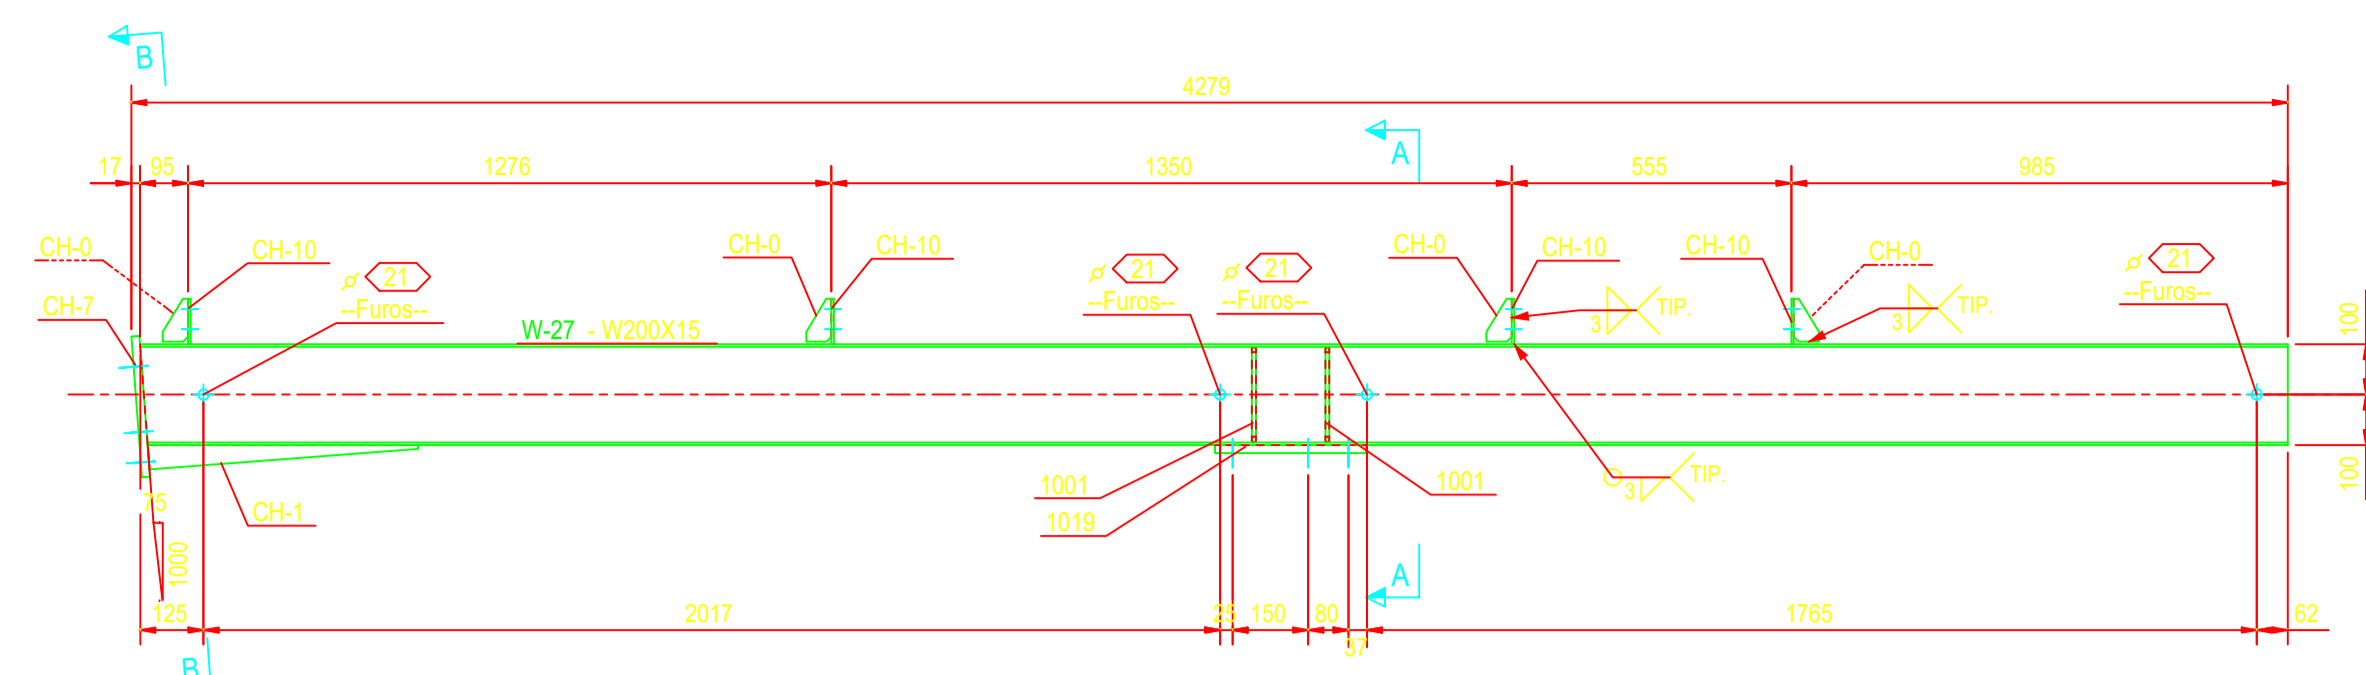 B
4279
A
17
95
1276
1350
555
985
CH-0
CH-10
CH-0
CH-10
CH-0
CH-10
CH-10
CH-0
ø 21
--Furos--
ø 21
--Furos--
ø 21
--Furos--
ø 21
--Furos--
CH-7
W-27 - W200X15
3
TIP.
3
TIP.
100
100
75
CH-1
1000
1001
1019
1001
3
TIP.
A
125
2017
25
150
80
37
1765
62
B